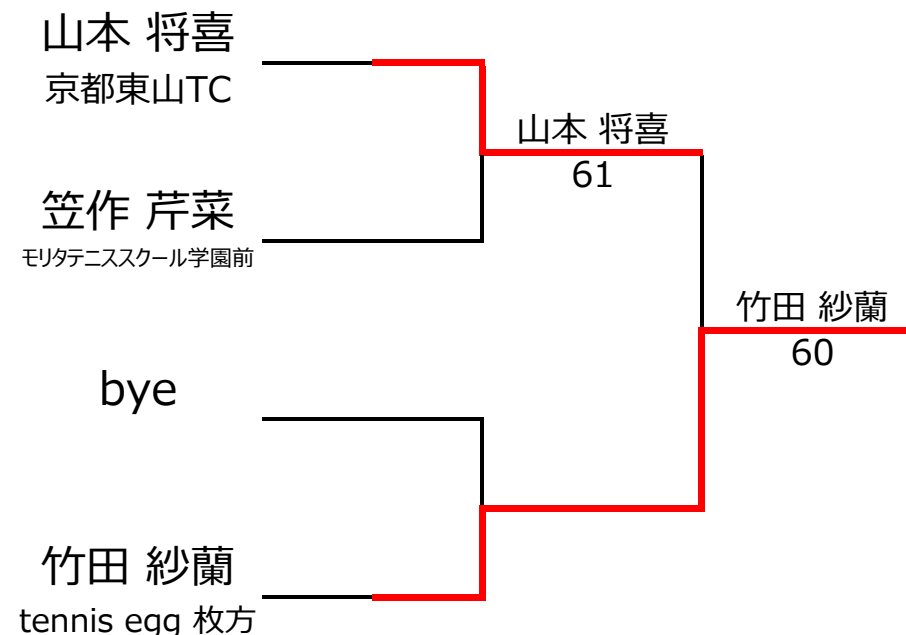 山本 将喜
京都東山TC
山本 将喜
61
笠作 芹菜
モリタテニススクール学園前
竹田 紗蘭
60
bye
竹田 紗蘭
tennis egg 枚方